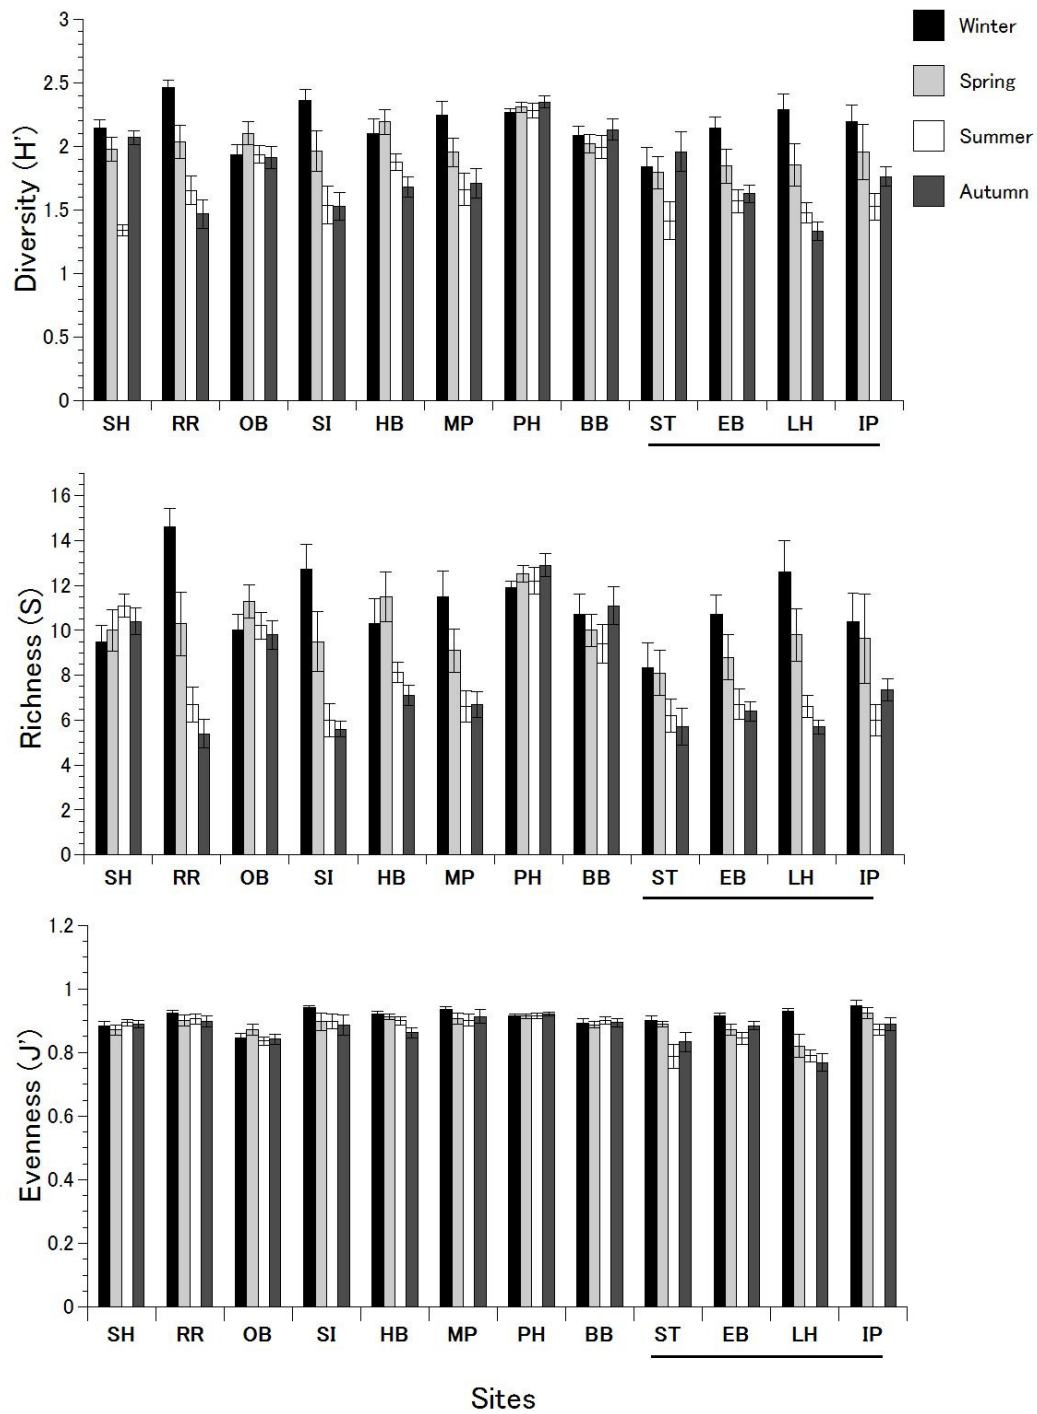 3
2.5
2
1.5
1
0.5
0
Diversity (H')
SH RR OB SI HB MP PH BB ST EB LH IP
Winter
Spring
Summer
Autumn
16
14
12
10
8
6
4
2
0
Richness (S)
SH RR OB SI HB MP PH BB ST EB LH IP
1.2
1
0.8
0.6
0.4
0.2
0
Evenness (J')
SH RR OB SI HB MP PH BB ST EB LH IP
Sites